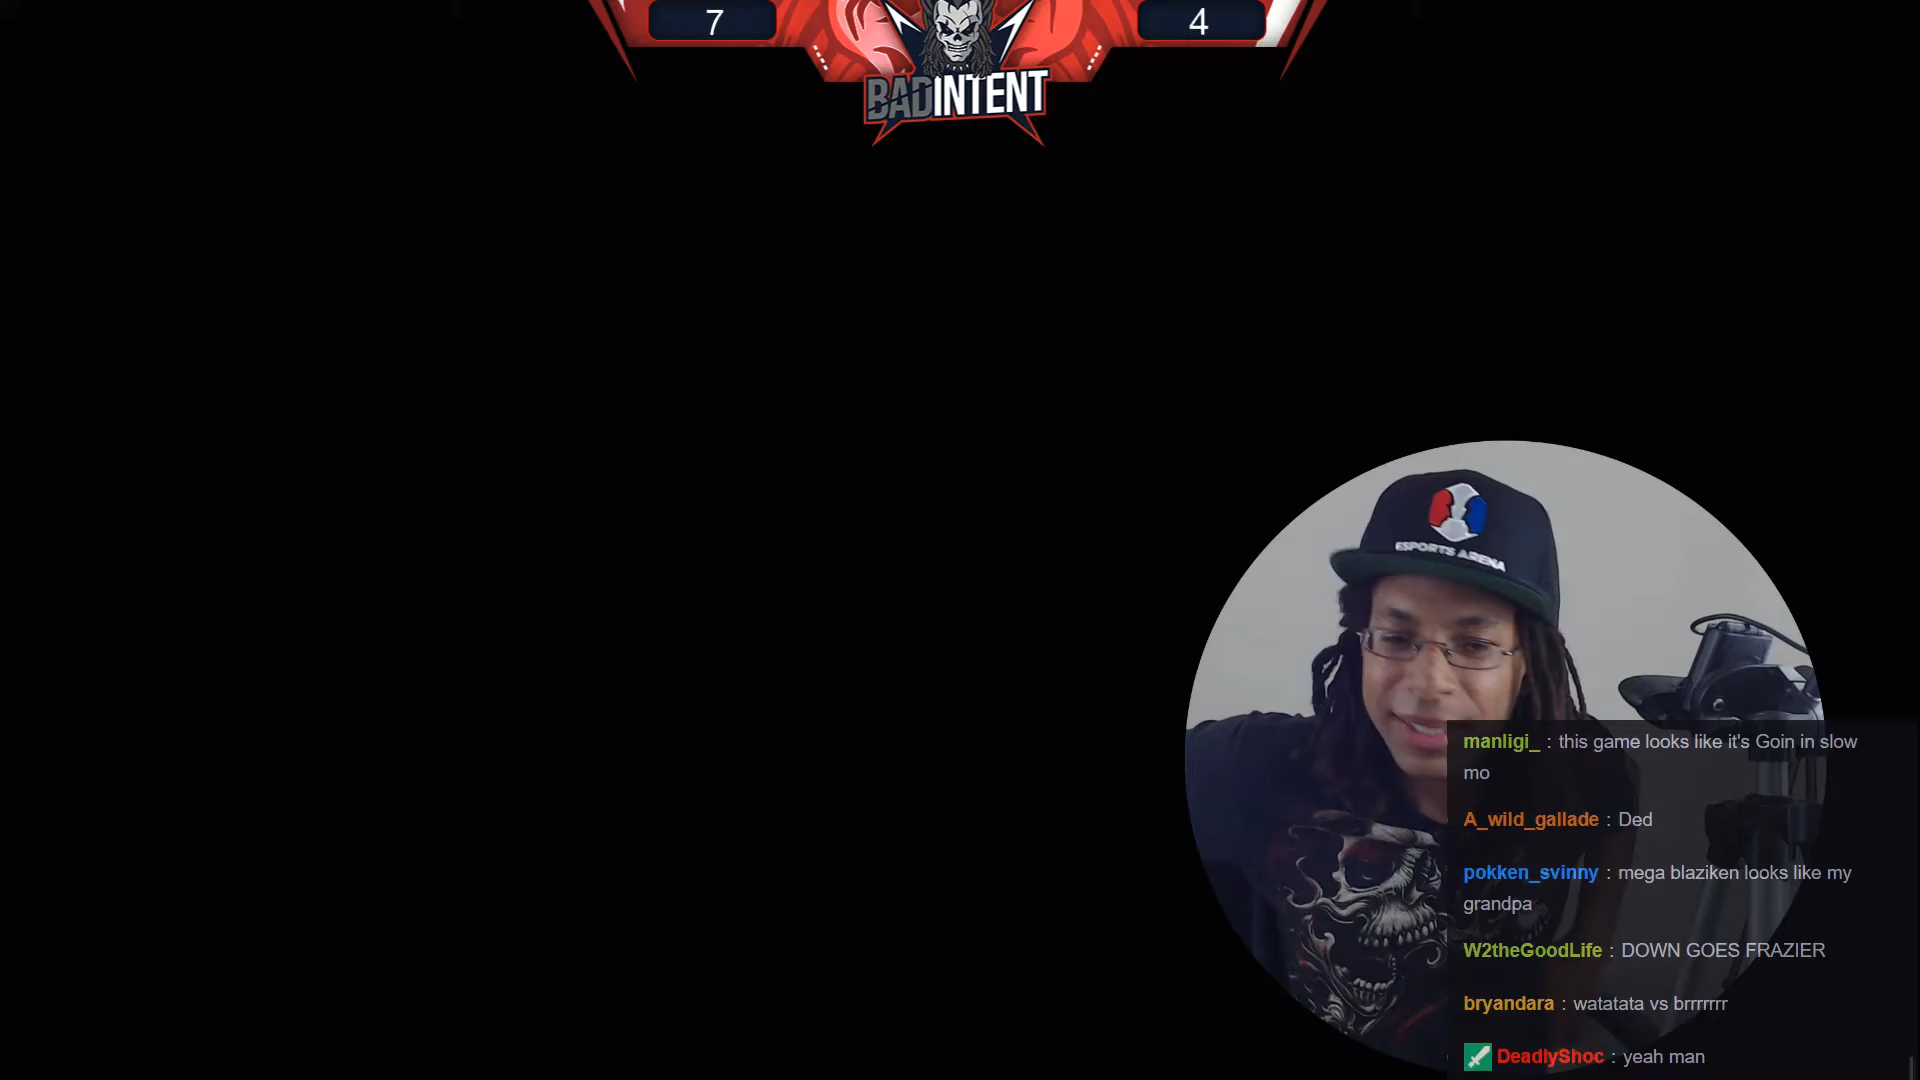 7
4
BADINTENT
ESPORTS ARENA
manligi_ : this game looks like it's Goin in slow
mo
A_wild_gallade : Ded
pokken_svinny : mega blaziken looks like my
grandpa
W2theGoodLife : DOWN GOES FRAZIER
bryandara : watatata vs brrrrrrr
DeadlyShoc : yeah man